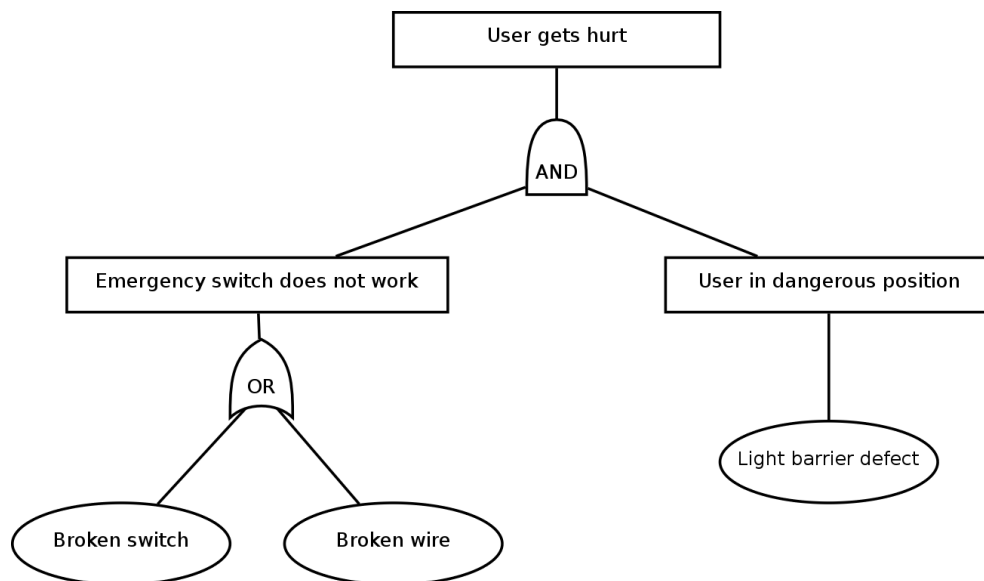 User gets hurt
AND
Emergency switch does not work
User in dangerous position
OR
Light barrier defect
Broken switch
Broken wire